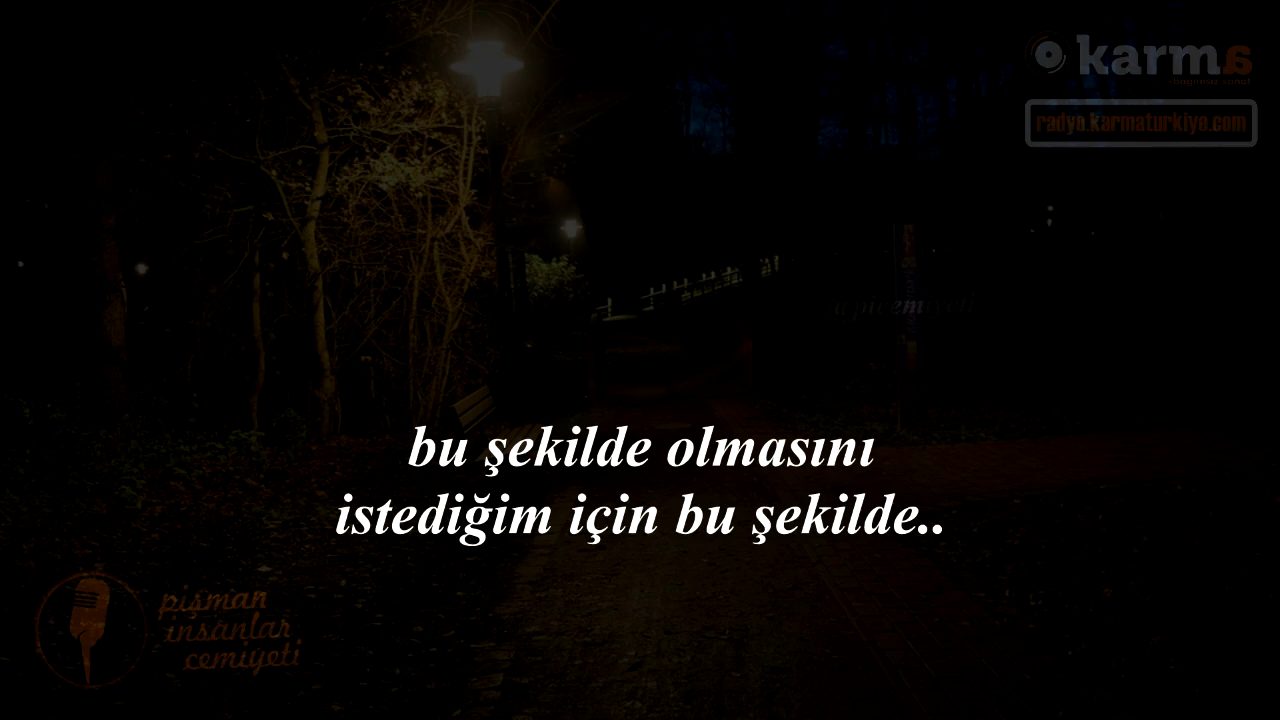 karma
radyo.karmaturkiye.com
bu şekilde olmasını
istediğim için bu şekilde..
pişman
insanlar
cemiyeti